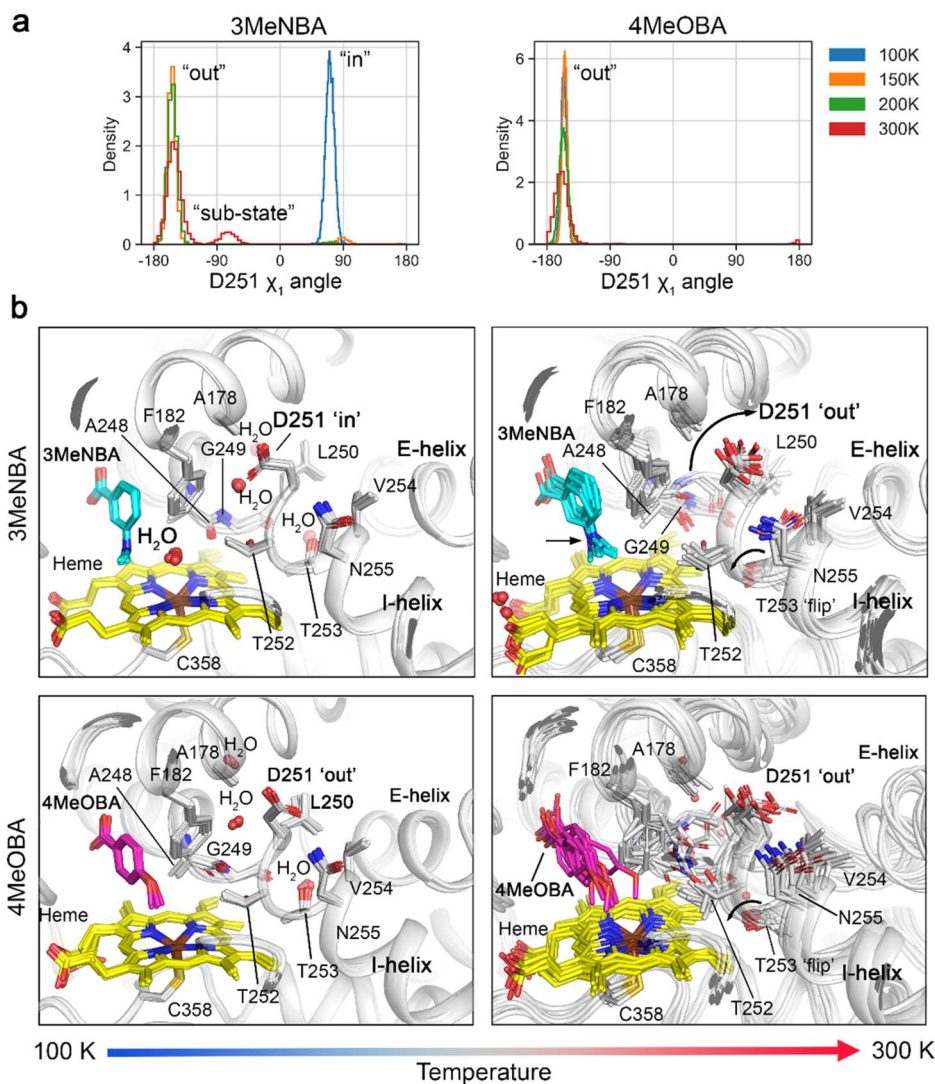 a
3MeNBA
4MeOBA
"out"
"in"
"sub-state"
Density
0
1
2
3
4
-180
-90
0
90
180
D251 χ1 angle
"out"
Density
0
2
4
6
-180
-90
0
90
180
D251 χ1 angle
100K
150K
200K
300K
b
3MeNBA
A178
F182
H2O
D251 'in'
A248
G249
L250
3MeNBA
H2O
E-helix
H2O
H2O
V254
Heme
N255
I-helix
T253
T252
C358
A178
F182
D251 'out'
3MeNBA
A248
L250
E-helix
V254
G249
N255
Heme
T253 'flip'
I-helix
T252
C358
4MeOBA
A178
H2O
A248
F182
D251 'out'
4MeOBA
H2O
L250
E-helix
G249
H2O
V254
Heme
N255
T253
I-helix
T252
C358
A178
E-helix
F182
D251 'out'
4MeOBA
V254
Heme
N255
T253 'flip'
I-helix
T252
C358
100 K
300 K
Temperature